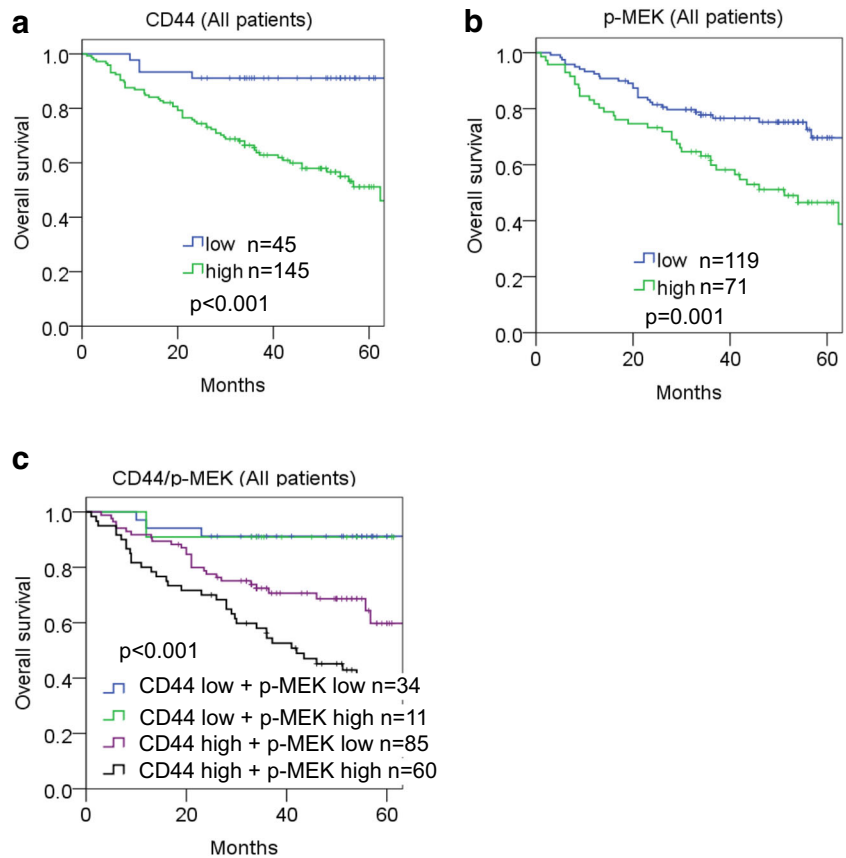 a
CD44 (All patients)
1.0
0.8
0.6
0.4
0.2
0.0
Overall survival
low n=45
high n=145
p<0.001
0 20 40 60
Months
b
p-MEK (All patients)
1.0
0.8
0.6
0.4
0.2
0.0
Overall survival
low n=119
high n=71
p=0.001
0 20 40 60
Months
c
CD44/p-MEK (All patients)
1.0
0.8
0.6
0.4
0.2
0.0
Overall survival
p<0.001
CD44 low + p-MEK low n=34
CD44 low + p-MEK high n=11
CD44 high + p-MEK low n=85
CD44 high + p-MEK high n=60
0 20 40 60
Months